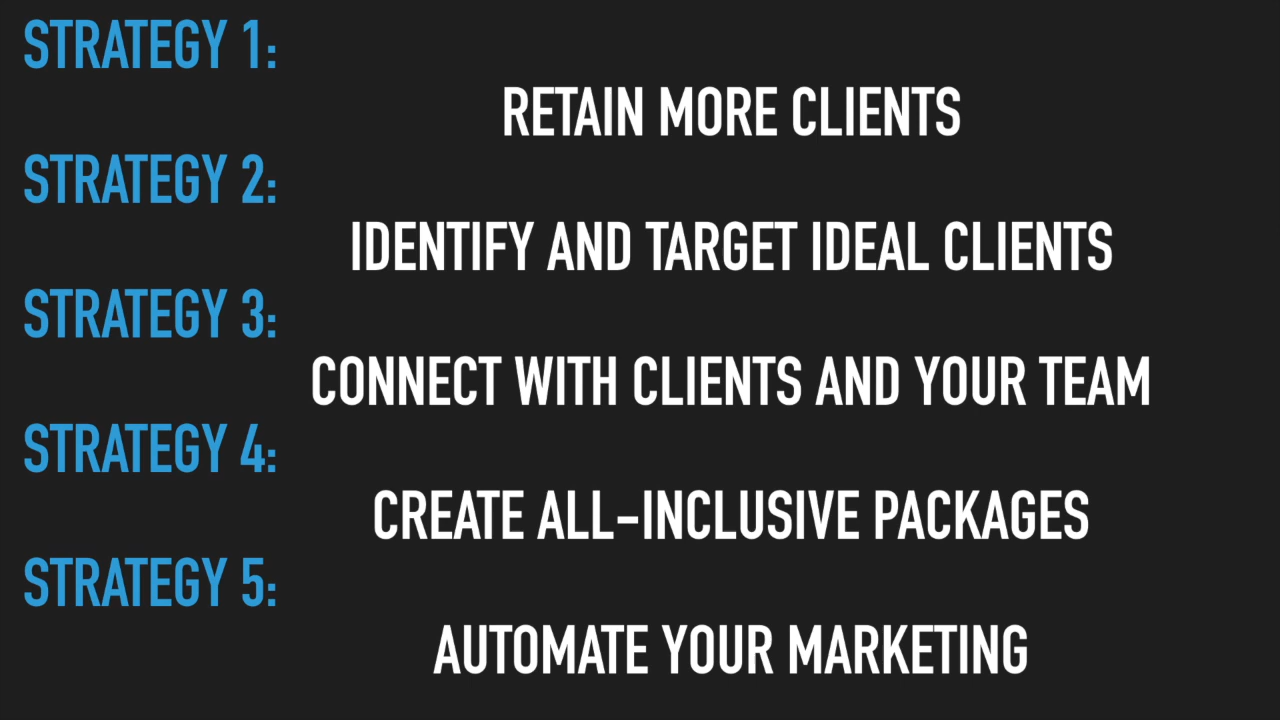 STRATEGY 1:
RETAIN MORE CLIENTS
STRATEGY 2:
IDENTIFY AND TARGET IDEAL CLIENTS
STRATEGY 3:
CONNECT WITH CLIENTS AND YOUR TEAM
STRATEGY 4:
CREATE ALL-INCLUSIVE PACKAGES
STRATEGY 5:
AUTOMATE YOUR MARKETING